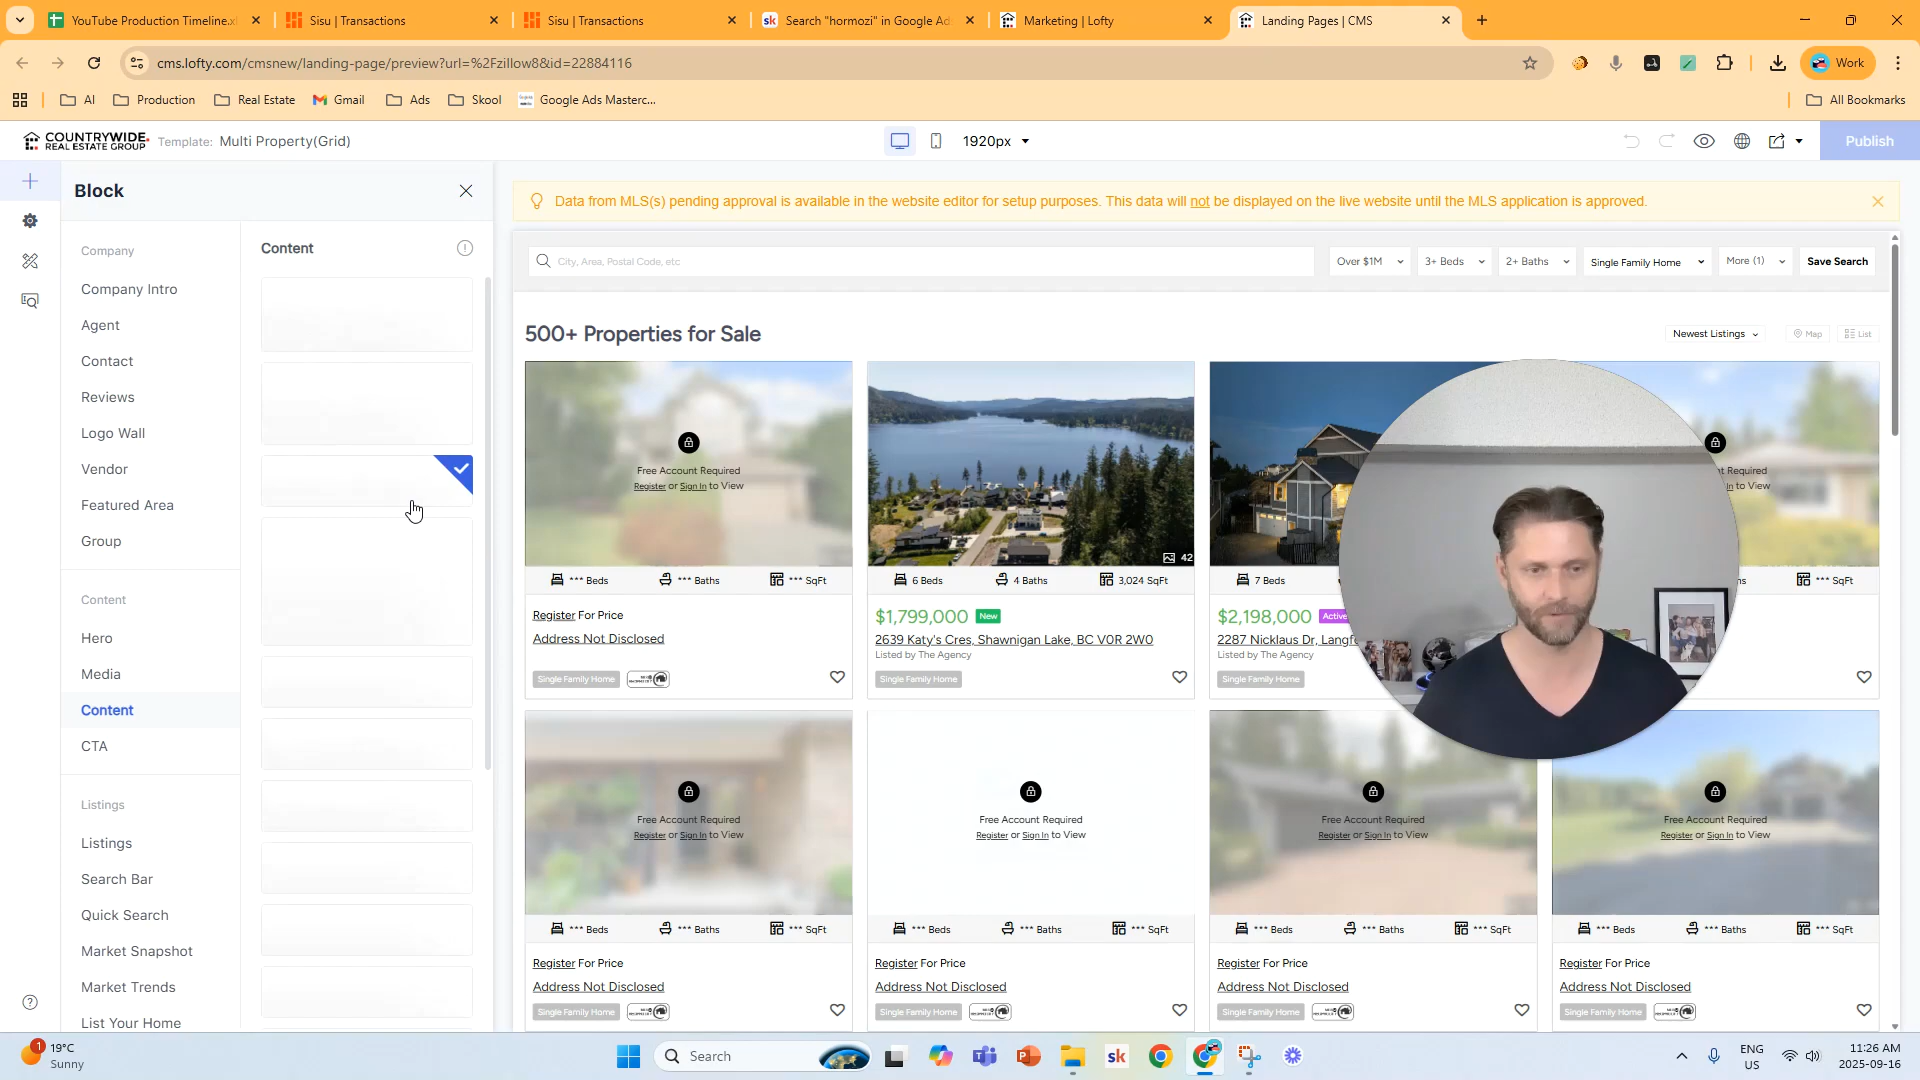 YouTube Production Timeline.x
Sisu | Transactions
Sisu | Transactions
sk Search "hormozi" in Google Ad
Marketing | Lofty
Landing Pages | CMS
cms.lofty.com/cmsnew/landing-page/preview?url=%2Fzillow8&id=22884116
Work
AI
Production
Real Estate
Gmail
Ads
Skool
Google Ads Masterc...
All Bookmarks
COUNTRYWIDE
REAL ESTATE GROUP
Template: Multi Property(Grid)
1920px
Publish
Block
Data from MLS(s) pending approval is available in the website editor for setup purposes. This data will not be displayed on the live website until the MLS application is approved.
Company
Company Intro
Agent
Contact
Reviews
Logo Wall
Vendor
Featured Area
Group
Content
Hero
Media
Content
CTA
Listings
Listings
Search Bar
Quick Search
Market Snapshot
Market Trends
List Your Home
Content
City, Area, Postal Code, etc
Over $1M
3+ Beds
2+ Baths
Single Family Home
More (1)
Save Search
500+ Properties for Sale
Newest Listings
Map
List
Free Account Required
Register or Sign In to View
*** Beds
*** Baths
*** SqFt
Register For Price
Address Not Disclosed
Single Family Home
42
6 Beds
4 Baths
3,024 SqFt
$1,799,000 New
2639 Katy's Cres, Shawnigan Lake, BC V0R 2W0
Listed by The Agency
Single Family Home
7 Beds
$2,198,000 Active
2287 Nicklaus Dr, Langf
Listed by The Agency
Single Family Home
t Required
In to View
*** SqFt
Free Account Required
Register or Sign In to View
*** Beds
*** Baths
*** SqFt
Register For Price
Address Not Disclosed
Single Family Home
Free Account Required
Register or Sign In to View
*** Beds
*** Baths
*** SqFt
Register For Price
Address Not Disclosed
Single Family Home
Free Account Required
Register or Sign In to View
*** Beds
*** Baths
*** SqFt
Register For Price
Address Not Disclosed
Single Family Home
Free Account Required
Register or Sign In to View
*** Beds
*** Baths
*** SqFt
Register For Price
Address Not Disclosed
Single Family Home
1
19°C
Sunny
Search
sk
ENG
US
11:26 AM
2025-09-16